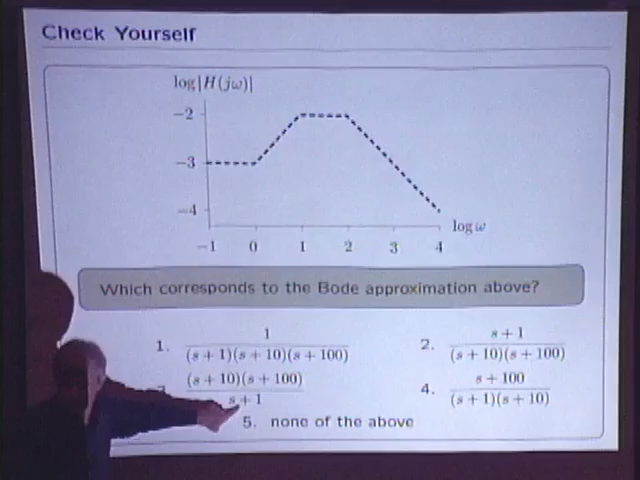 Check Yourself
log|H(jω)|
−2
−3
−4
−1 0 1 2 3 4
log ω
Which corresponds to the Bode approximation above?
1. 1/((s + 1)(s + 10)(s + 100))
2. (s + 1)/((s + 10)(s + 100))
((s + 10)(s + 100))/(s + 1)
4. (s + 100)/((s + 1)(s + 10))
5. none of the above